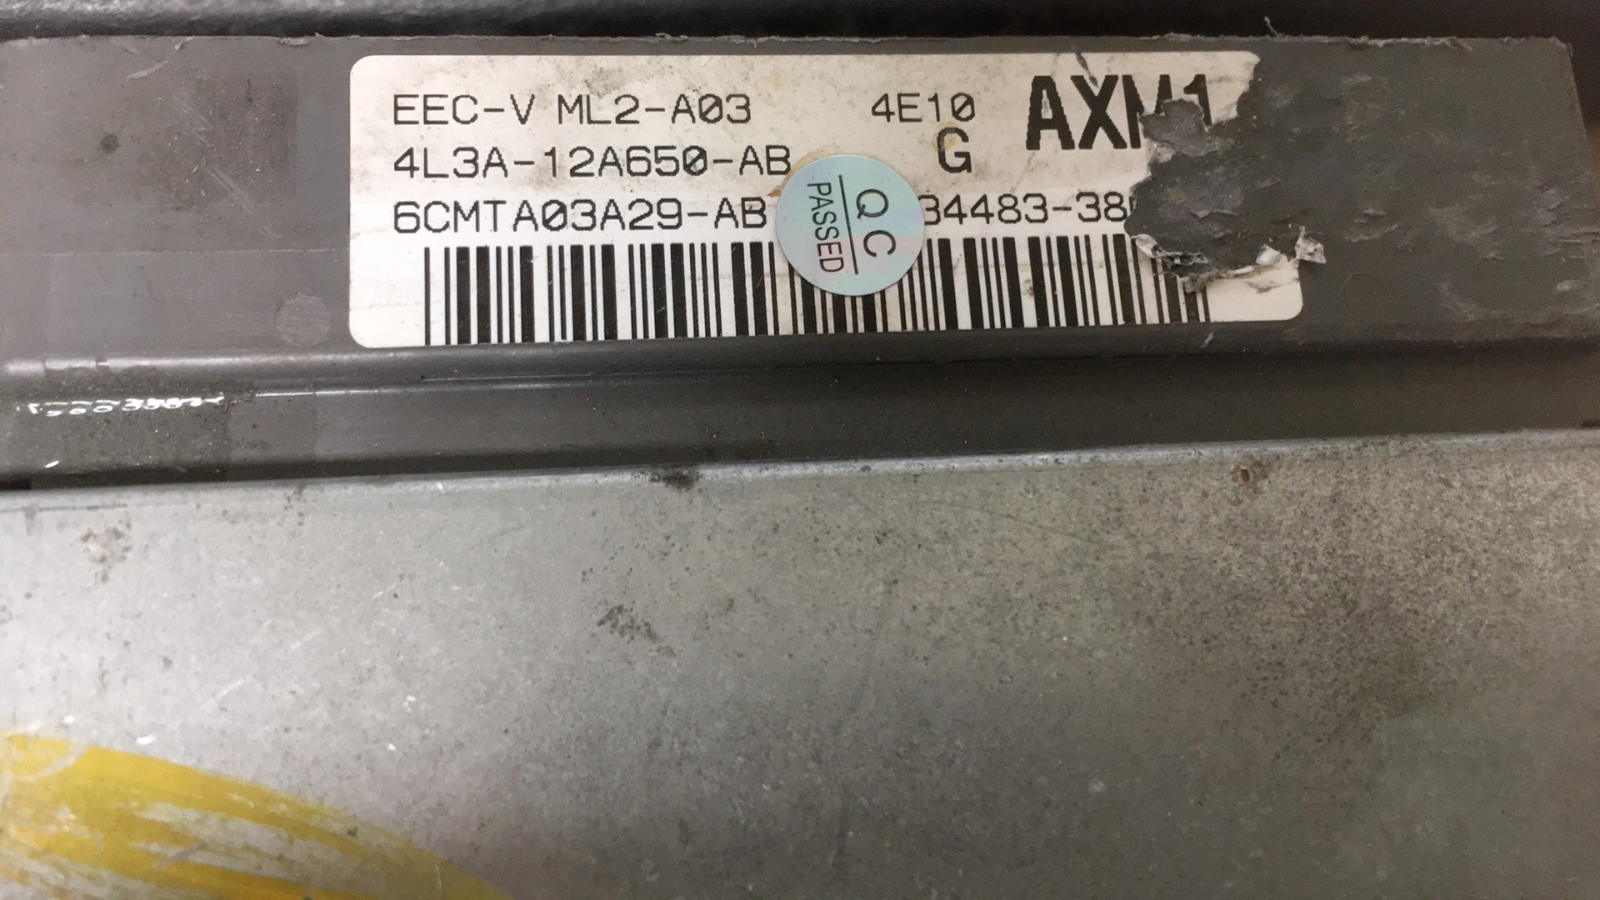 EEC-V ML2-A03 4E10 AXM1
4L3A-12A650-AB G
6CMTA03A29-AB 34483-38
QC
PASSED